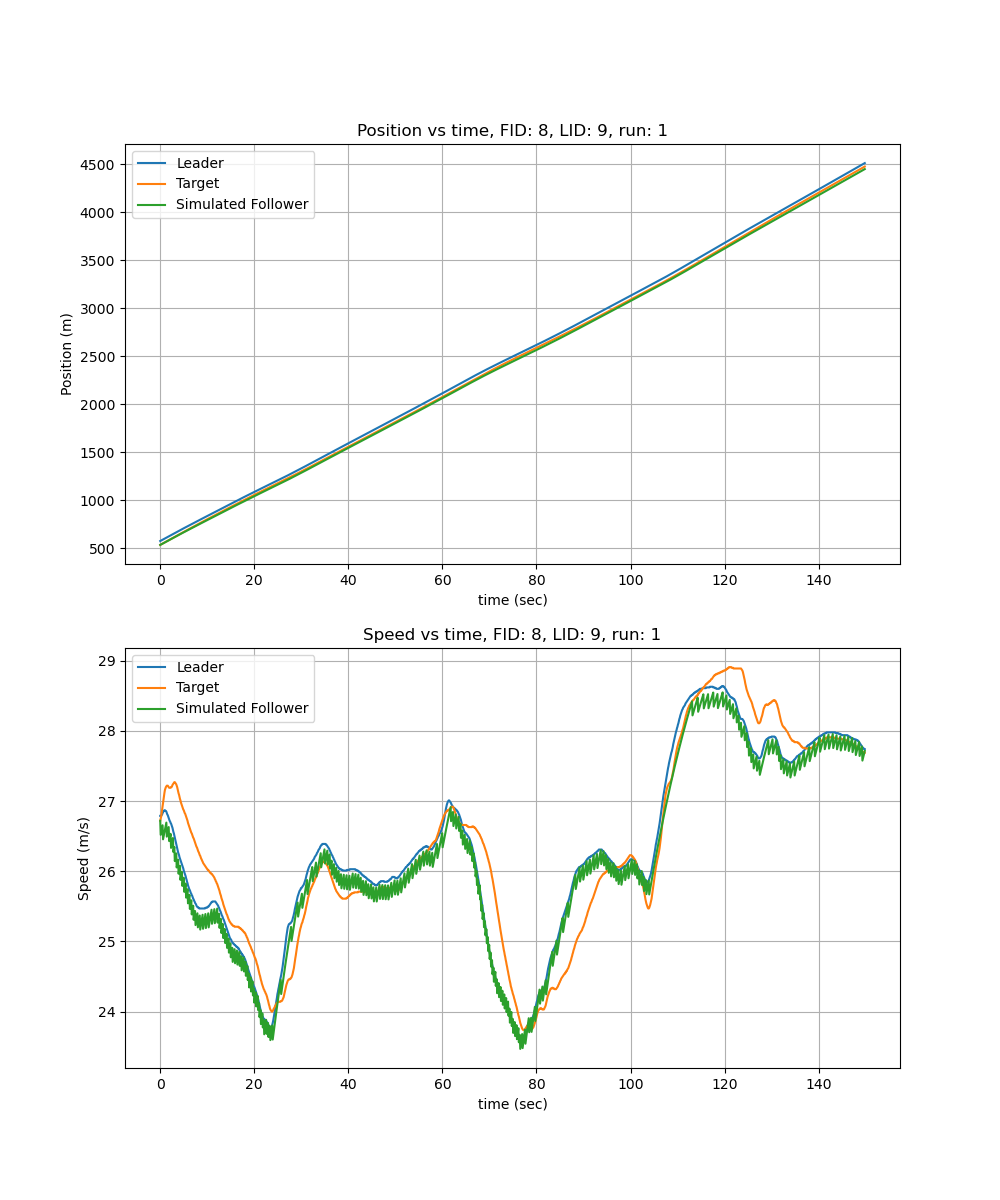 Position vs time, FID: 8, LID: 9, run: 1
Leader
Target
Simulated Follower
4500
4000
3500
3000
2500
2000
1500
1000
500
Position (m)
0 20 40 60 80 100 120 140
time (sec)
Speed vs time, FID: 8, LID: 9, run: 1
Leader
Target
Simulated Follower
29
28
27
26
25
24
Speed (m/s)
0 20 40 60 80 100 120 140
time (sec)